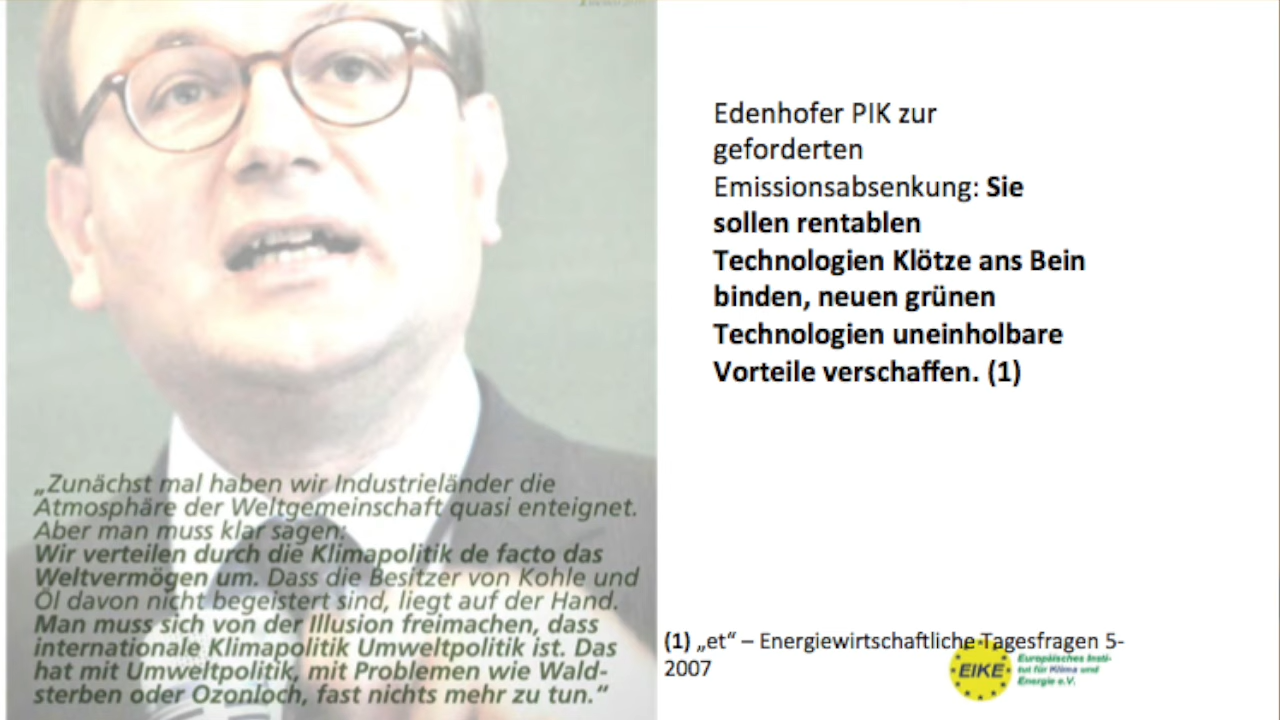 „Zunächst mal haben wir Industrieländer die
Atmosphäre der Weltgemeinschaft quasi enteignet.
Aber man muss klar sagen:
Wir verteilen durch die Klimapolitik de facto das
Weltvermögen um. Dass die Besitzer von Kohle und
Öl davon nicht begeistert sind, liegt auf der Hand.
Man muss sich von der Illusion freimachen, dass
internationale Klimapolitik Umweltpolitik ist. Das
hat mit Umweltpolitik, mit Problemen wie Wald-
sterben oder Ozonloch, fast nichts mehr zu tun.“
Edenhofer PIK zur
geforderten
Emissionsabsenkung: Sie
sollen rentablen
Technologien Klötze ans Bein
binden, neuen grünen
Technologien uneinholbare
Vorteile verschaffen. (1)
(1) „et“ – Energiewirtschaftliche Tagesfragen 5-
2007
EIKE
Europäisches Insti-
tut für Klima und
Energie e.V.